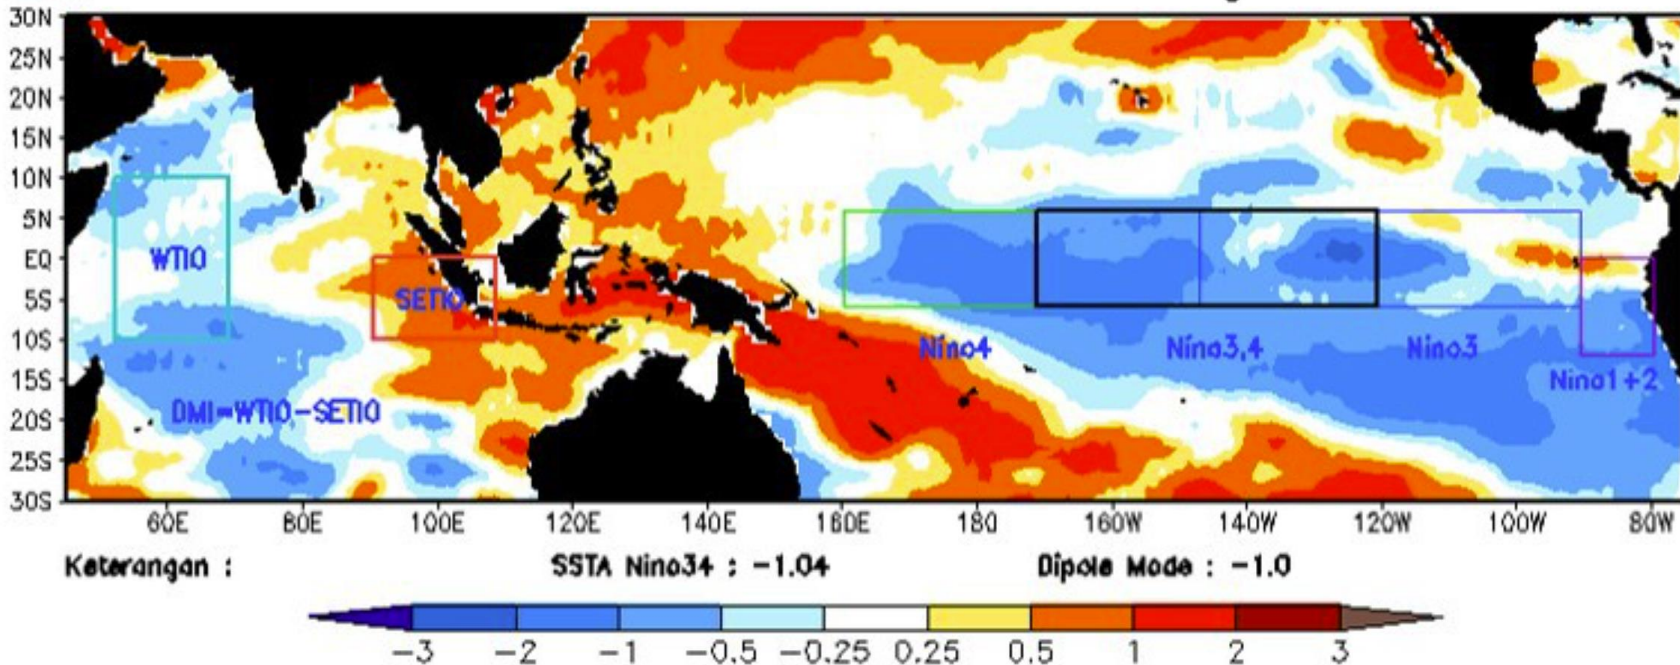 30N
25N
20N
15N
10N
5N
EQ
5S
10S
15S
20S
25S
30S
WTIO
SETIO
DMI=WTIO-SETIO
Nino4
Nino3,4
Nino3
Nino1+2
60E 80E 100E 120E 140E 160E 180 160W 140W 120W 100W 80W
Keterangan : SSTA Nino34 : -1.04 Dipole Mode : -1.0
-3 -2 -1 -0.5 -0.25 0.25 0.5 1 2 3